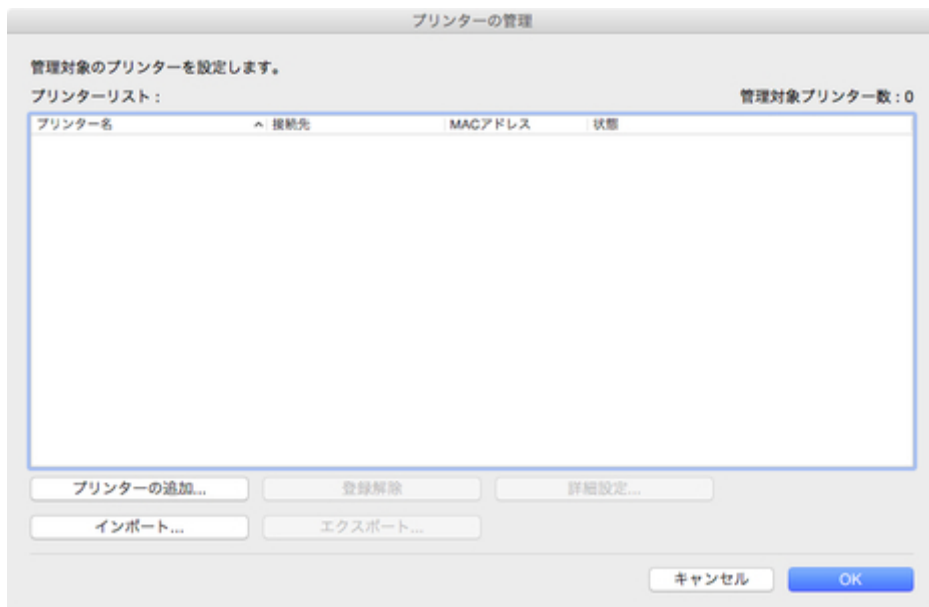 プリンターの管理
管理対象のプリンターを設定します。
プリンターリスト： 管理対象プリンター数：0
プリンター名 接続先 MACアドレス 状態
プリンターの追加... 登録解除 詳細設定...
インポート... エクスポート...
キャンセル OK